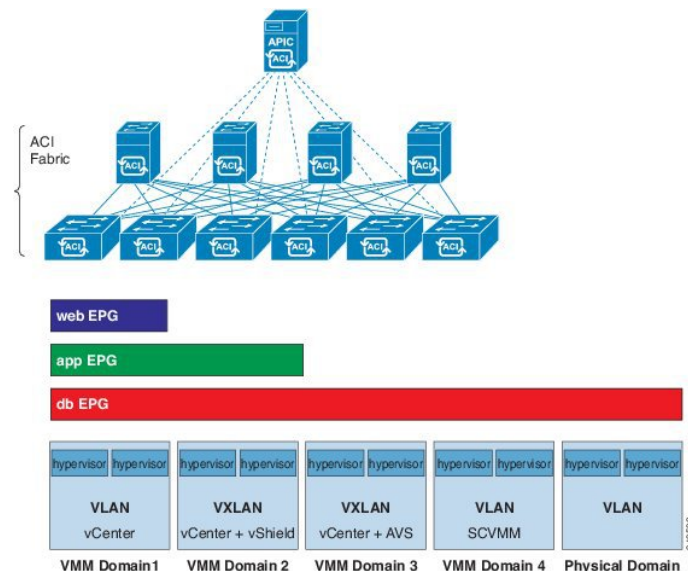 APIC
ACI
ACI
Fabric
ACI ACI ACI ACI
ACI ACI ACI ACI ACI ACI
web EPG
app EPG
db EPG
hypervisor hypervisor hypervisor hypervisor hypervisor hypervisor hypervisor hypervisor hypervisor hypervisor
VLAN VXLAN VXLAN VLAN VLAN
vCenter vCenter + vShield vCenter + AVS SCVMM
VMM Domain1 VMM Domain 2 VMM Domain 3 VMM Domain 4 Physical Domain